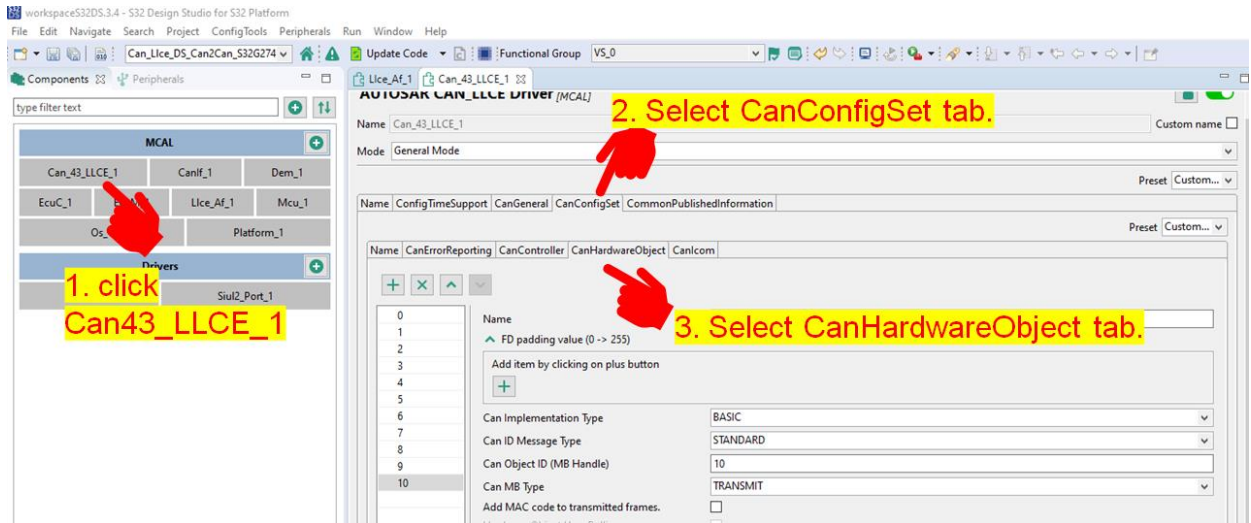 workspaceS32DS.3.4 - S32 Design Studio for S32 Platform
File Edit Navigate Search Project ConfigTools Peripherals Run Window Help
Can_Llce_DS_Can2Can_S32G274 Update Code Functional Group VS_0
Components Peripherals
Llce_Af_1 Can_43_LLCE_1
type filter text
AUTOSAR CAN_LLCE Driver [MCAL]
2. Select CanConfigSet tab.
Name Can_43_LLCE_1 Custom name
MCAL
Mode General Mode
Can_43_LLCE_1 CanIf_1 Dem_1
Preset Custom...
EcuC_1 Llce_Af_1 Mcu_1
Name ConfigTimeSupport CanGeneral CanConfigSet CommonPublishedInformation
Os_ Platform_1
Preset Custom...
Name CanErrorReporting CanController CanHardwareObject CanIcom
Drivers
1. click
Can43_LLCE_1
Siul2_Port_1
0
1
2
3
4
5
6
7
8
9
10
Name
3. Select CanHardwareObject tab.
FD padding value (0 -> 255)
Add item by clicking on plus button
Can Implementation Type BASIC
Can ID Message Type STANDARD
Can Object ID (MB Handle) 10
Can MB Type TRANSMIT
Add MAC code to transmitted frames.